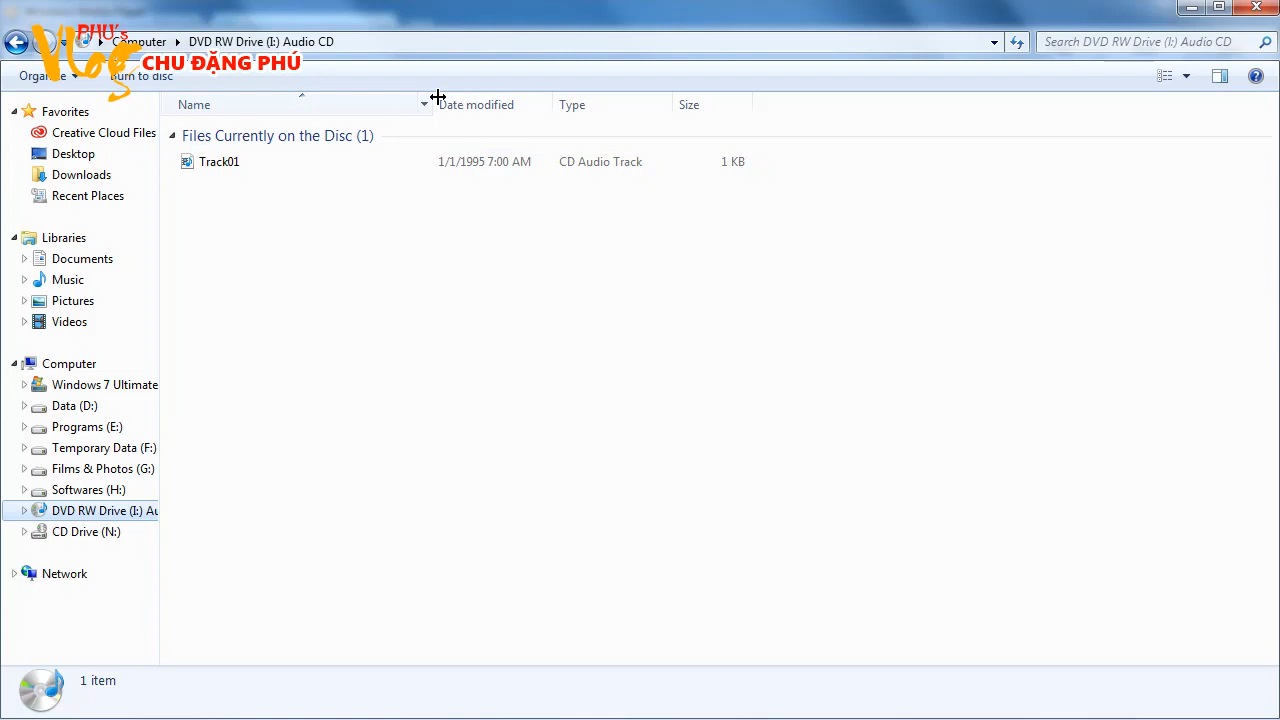 PHU's
Vlog
CHU ĐẶNG PHÚ
Computer ▸ DVD RW Drive (I:) Audio CD
Search DVD RW Drive (I:) Audio CD
Organize
Burn to disc
Name
Date modified
Type
Size
Files Currently on the Disc (1)
Track01
1/1/1995 7:00 AM
CD Audio Track
1 KB
Favorites
Creative Cloud Files
Desktop
Downloads
Recent Places
Libraries
Documents
Music
Pictures
Videos
Computer
Windows 7 Ultimate
Data (D:)
Programs (E:)
Temporary Data (F:)
Films & Photos (G:)
Softwares (H:)
DVD RW Drive (I:) Au
CD Drive (N:)
Network
1 item